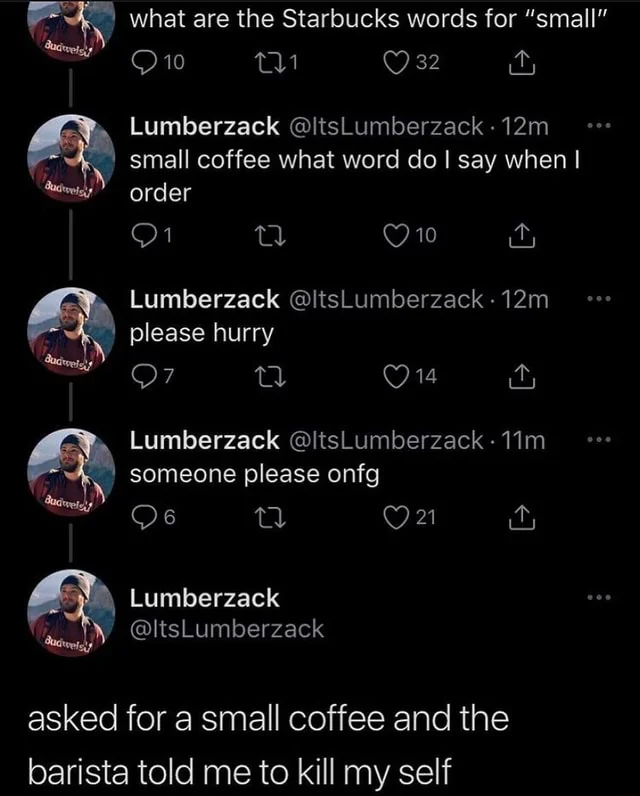 what are the Starbucks words for “small”
10 1 32
Lumberzack @ItsLumberzack · 12m
small coffee what word do I say when I
order
1 10
Lumberzack @ItsLumberzack · 12m
please hurry
7 14
Lumberzack @ItsLumberzack · 11m
someone please onfg
6 21
Lumberzack
@ItsLumberzack
asked for a small coffee and the
barista told me to kill my self